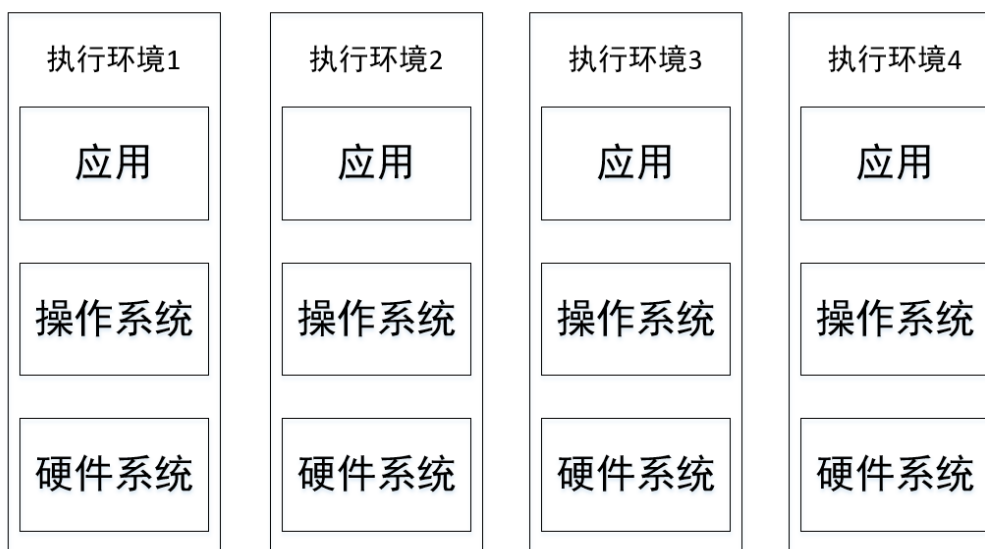 执行环境1
应用
操作系统
硬件系统
执行环境2
应用
操作系统
硬件系统
执行环境3
应用
操作系统
硬件系统
执行环境4
应用
操作系统
硬件系统